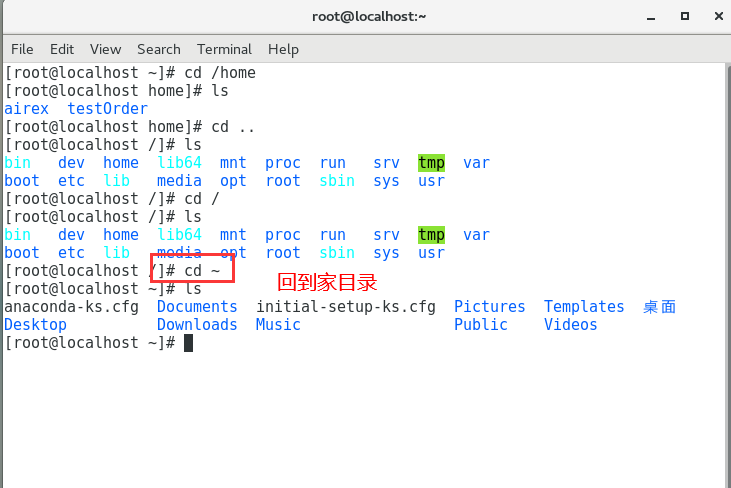 root@localhost:~
File Edit View Search Terminal Help
[root@localhost ~]# cd /home
[root@localhost home]# ls
airex testOrder
[root@localhost home]# cd ..
[root@localhost /]# ls
bin dev home lib64 mnt proc run srv tmp var
boot etc lib media opt root sbin sys usr
[root@localhost /]# cd /
[root@localhost /]# ls
bin dev home lib64 mnt proc run srv tmp var
boot etc lib media opt root sbin sys usr
[root@localhost /]# cd ~
回到家目录
[root@localhost ~]# ls
anaconda-ks.cfg Documents initial-setup-ks.cfg Pictures Templates 桌面
Desktop Downloads Music Public Videos
[root@localhost ~]#